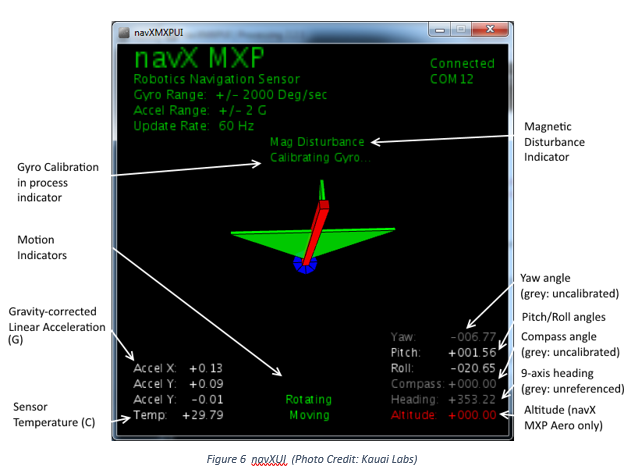 navXMXPUI
navX MXP
Robotics Navigation Sensor
Gyro Range: +/- 2000 Deg/sec
Accel Range: +/- 2 G
Update Rate: 60 Hz
Connected
COM12
Mag Disturbance
Calibrating Gyro...
Magnetic
Disturbance
Indicator
Gyro Calibration
in process
indicator
Motion
Indicators
Gravity-corrected
Linear Acceleration
(G)
Sensor
Temperature (C)
Accel X: +0.13
Accel Y: +0.09
Accel Y: -0.01
Temp: +29.79
Rotating
Moving
Yaw: -006.77
Pitch: +001.56
Roll: -020.65
Compass: +000.00
Heading: +353.22
Altitude: +000.00
Yaw angle
(grey: uncalibrated)
Pitch/Roll angles
Compass angle
(grey: uncalibrated)
9-axis heading
(grey: unreferenced)
Altitude (navX
MXP Aero only)
Figure 6 navXUI (Photo Credit: Kauai Labs)